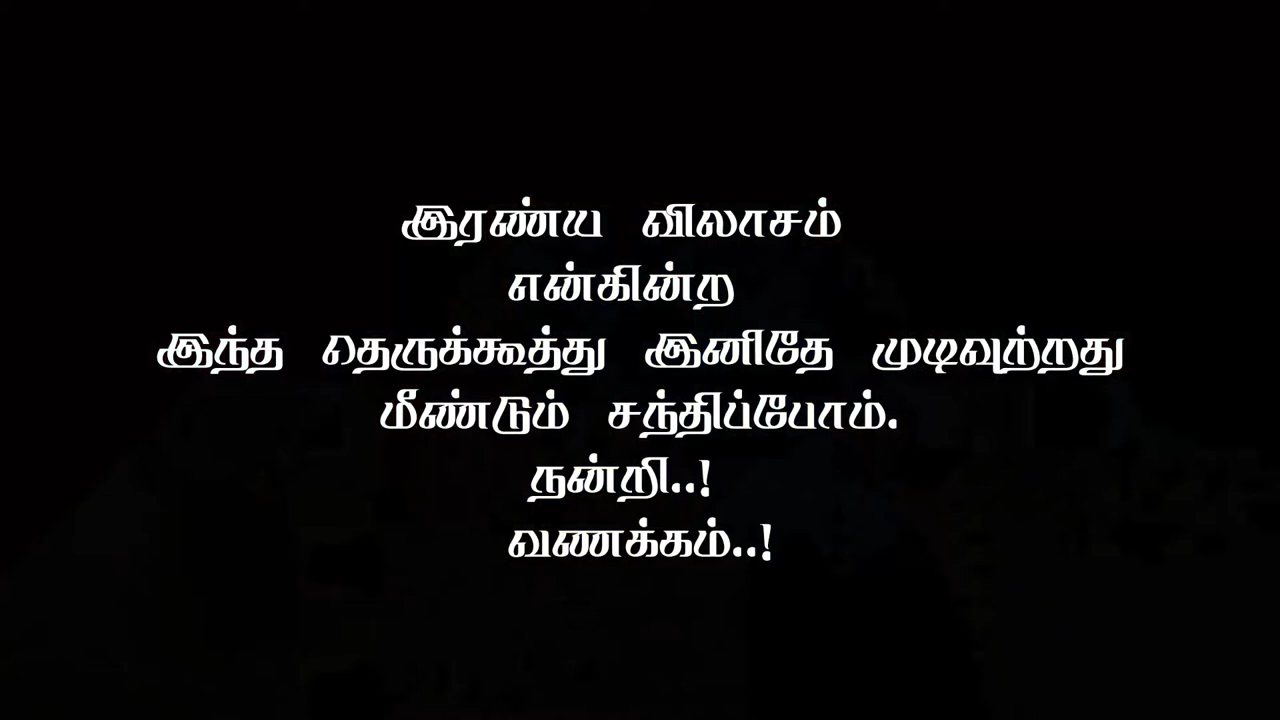 இரண்ய விலாசம்
என்கின்ற
இந்த தெருக்கூத்து இனிதே முடிவுற்றது
மீண்டும் சந்திப்போம்.
நன்றி..!
வணக்கம்..!